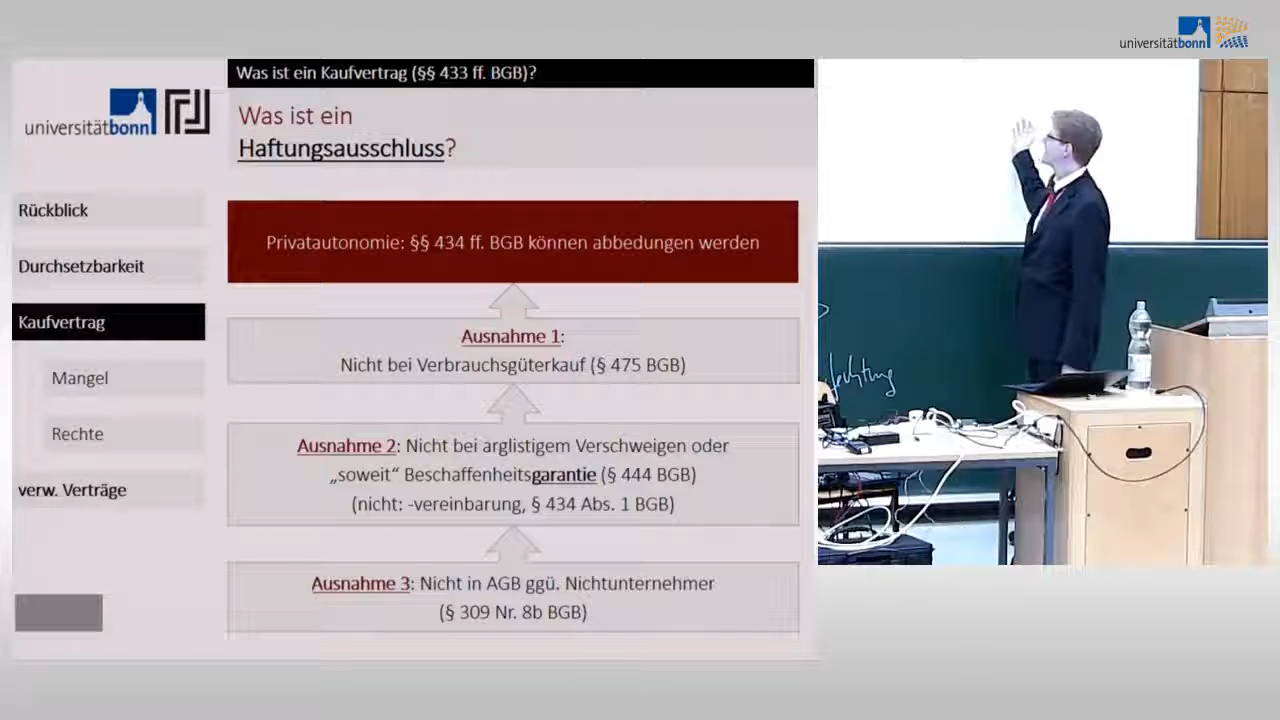 universitätbonn
Was ist ein Kaufvertrag (§§ 433 ff. BGB)?
universitätbonn
Was ist ein
Haftungsausschluss?
Rückblick
Durchsetzbarkeit
Kaufvertrag
Mangel
Rechte
verw. Verträge
Privatautonomie: §§ 434 ff. BGB können abbedungen werden
Ausnahme 1:
Nicht bei Verbrauchsgüterkauf (§ 475 BGB)
Ausnahme 2: Nicht bei arglistigem Verschweigen oder
„soweit“ Beschaffenheitsgarantie (§ 444 BGB)
(nicht: -vereinbarung, § 434 Abs. 1 BGB)
Ausnahme 3: Nicht in AGB ggü. Nichtunternehmer
(§ 309 Nr. 8b BGB)